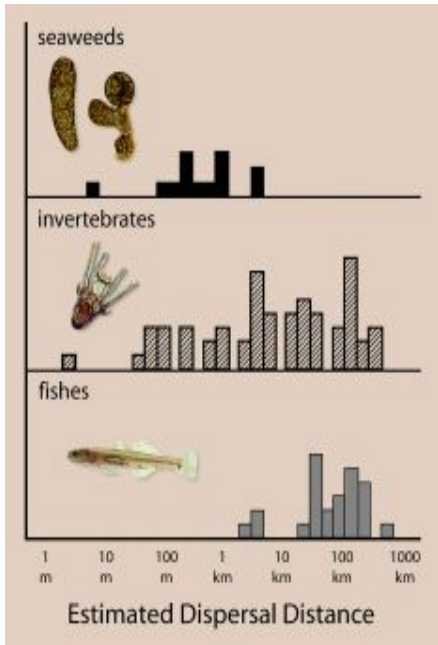 seaweeds
invertebrates
fishes
1 10 100 1 10 100 1000
m m m km km km km
Estimated Dispersal Distance